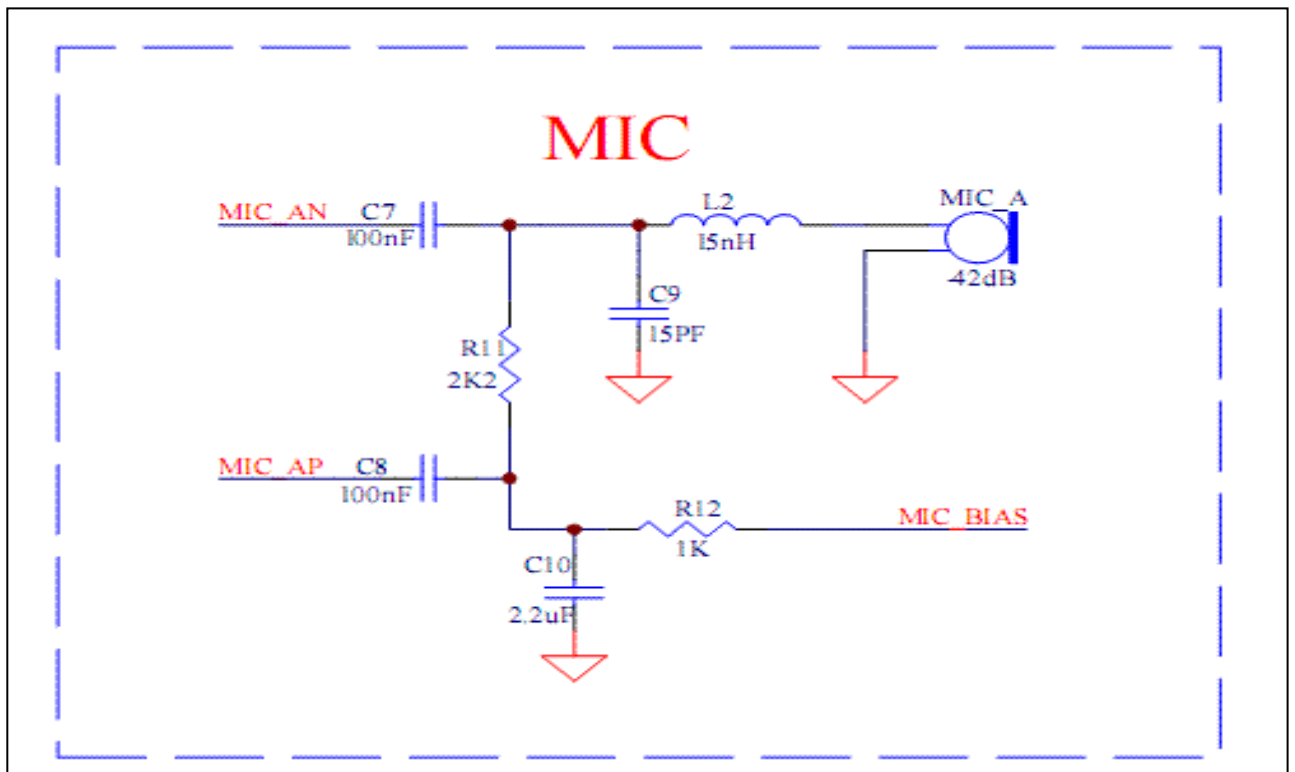 MIC
L2
MIC_A
MIC_AN
C7
100nF
15nH
-42dB
C9
15PF
R11
2K2
MIC_AP
C8
100nF
R12
MIC_BIAS
1K
C10
2.2uF